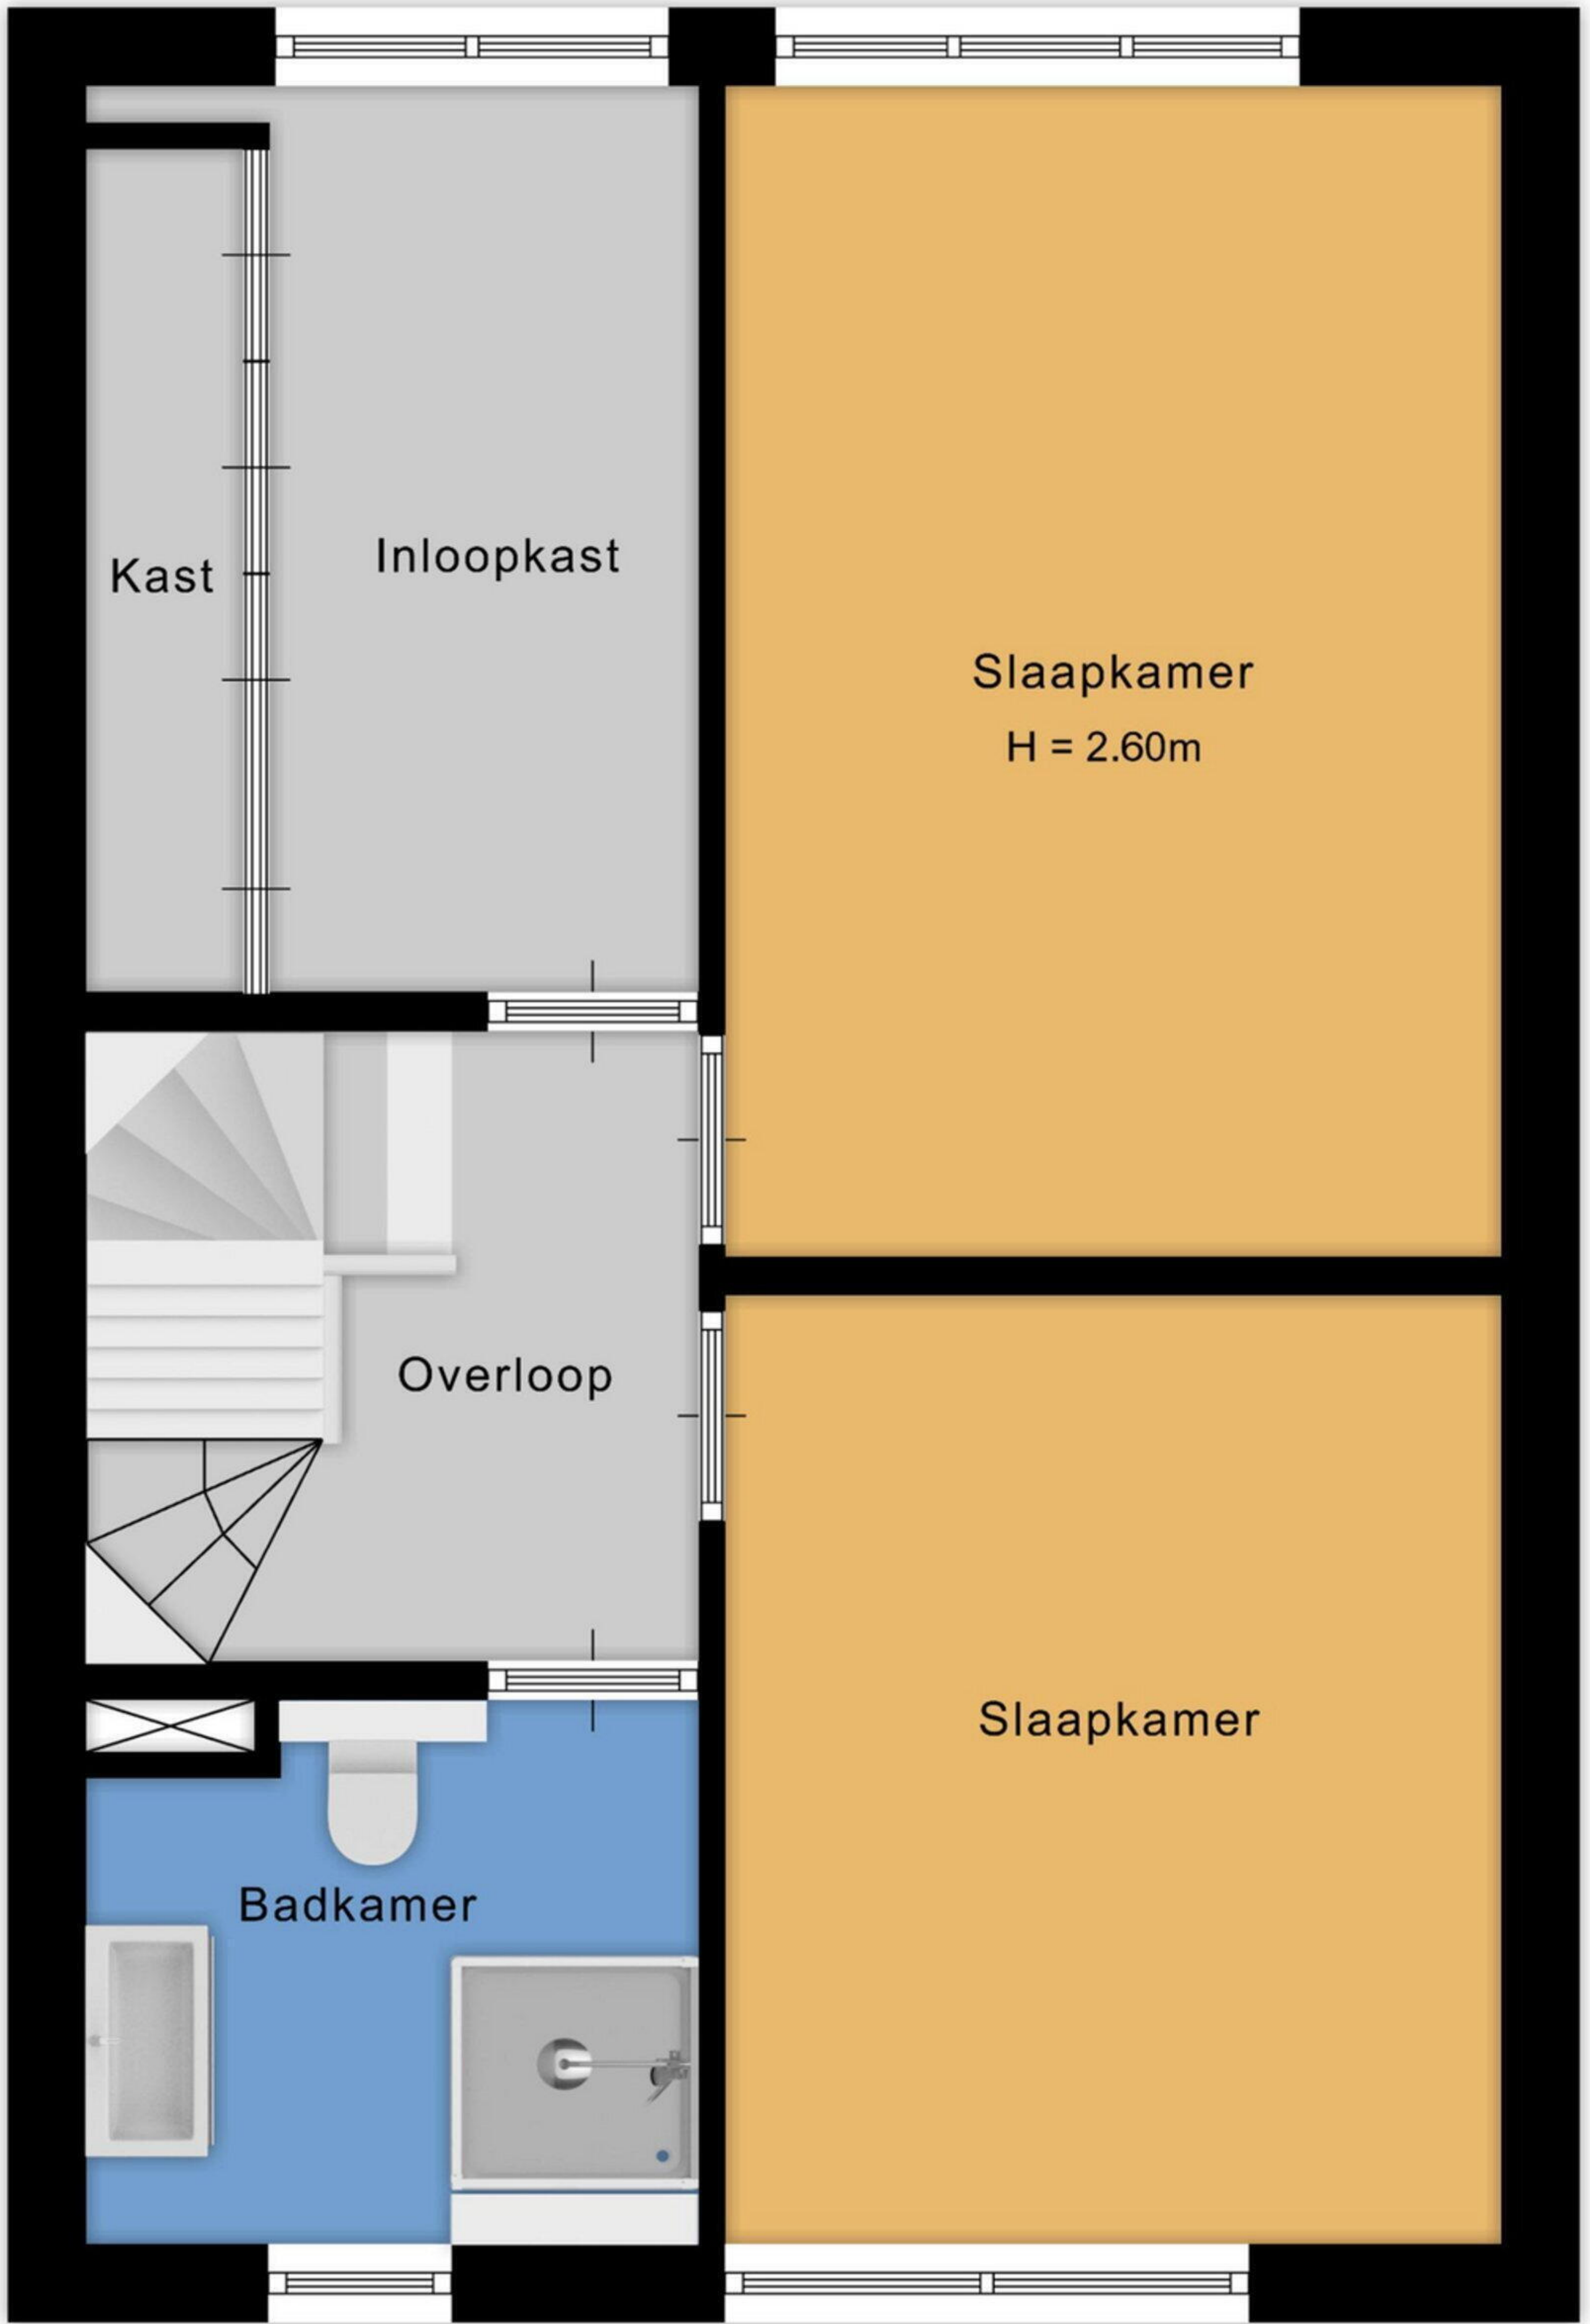 Inloopkast
Kast
Slaapkamer
H = 2.60m
Overloop
Slaapkamer
Badkamer